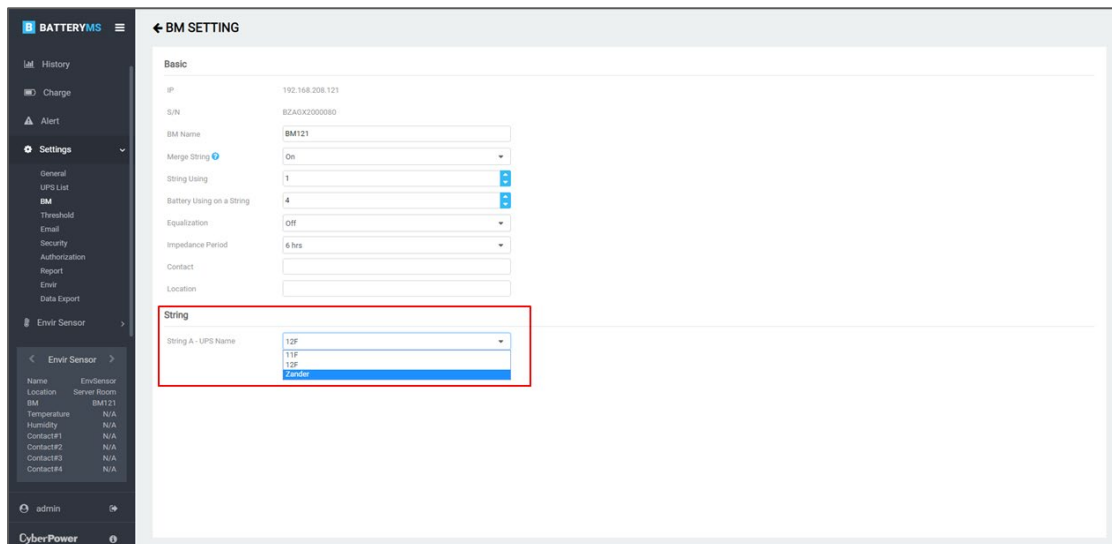 B BATTERYMS
← BM SETTING
History
Charge
Alert
Settings
General
UPS List
BM
Threshold
Email
Security
Authorization
Report
Envir
Data Export
Envir Sensor
< Envir Sensor >
Name EnvSensor
Location Server Room
BM BM121
Temperature N/A
Humidity N/A
Contact#1 N/A
Contact#2 N/A
Contact#3 N/A
Contact#4 N/A
admin
CyberPower
Basic
IP 192.168.208.121
S/N BZAGX2000060
BM Name BM121
Merge String ? On
String Using 1
Battery Using on a String 4
Equalization Off
Impedance Period 6 hrs
Contact
Location
String
String A - UPS Name 12F
11F
12F
Zander